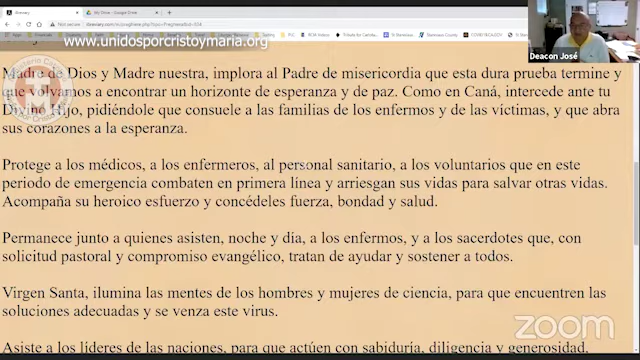 ibreviary
My Drive - Google Drive
Not secure
www.unidosporcristoymaria.org
Deacon José
Madre de Dios y Madre nuestra, implora al Padre de misericordia que esta dura prueba termine y
que volvamos a encontrar un horizonte de esperanza y de paz. Como en Caná, intercede ante tu
Divino Hijo, pidiéndole que consuele a las familias de los enfermos y de las víctimas, y que abra
sus corazones a la esperanza.
Protege a los médicos, a los enfermeros, al personal sanitario, a los voluntarios que en este
periodo de emergencia combaten en primera línea y arriesgan sus vidas para salvar otras vidas.
Acompaña su heroico esfuerzo y concédeles fuerza, bondad y salud.
Permanece junto a quienes asisten, noche y día, a los enfermos, y a los sacerdotes que, con
solicitud pastoral y compromiso evangélico, tratan de ayudar y sostener a todos.
Virgen Santa, ilumina las mentes de los hombres y mujeres de ciencia, para que encuentren las
soluciones adecuadas y se venza este virus.
Asiste a los líderes de las naciones, para que actúen con sabiduría, diligencia y generosidad,
zoom